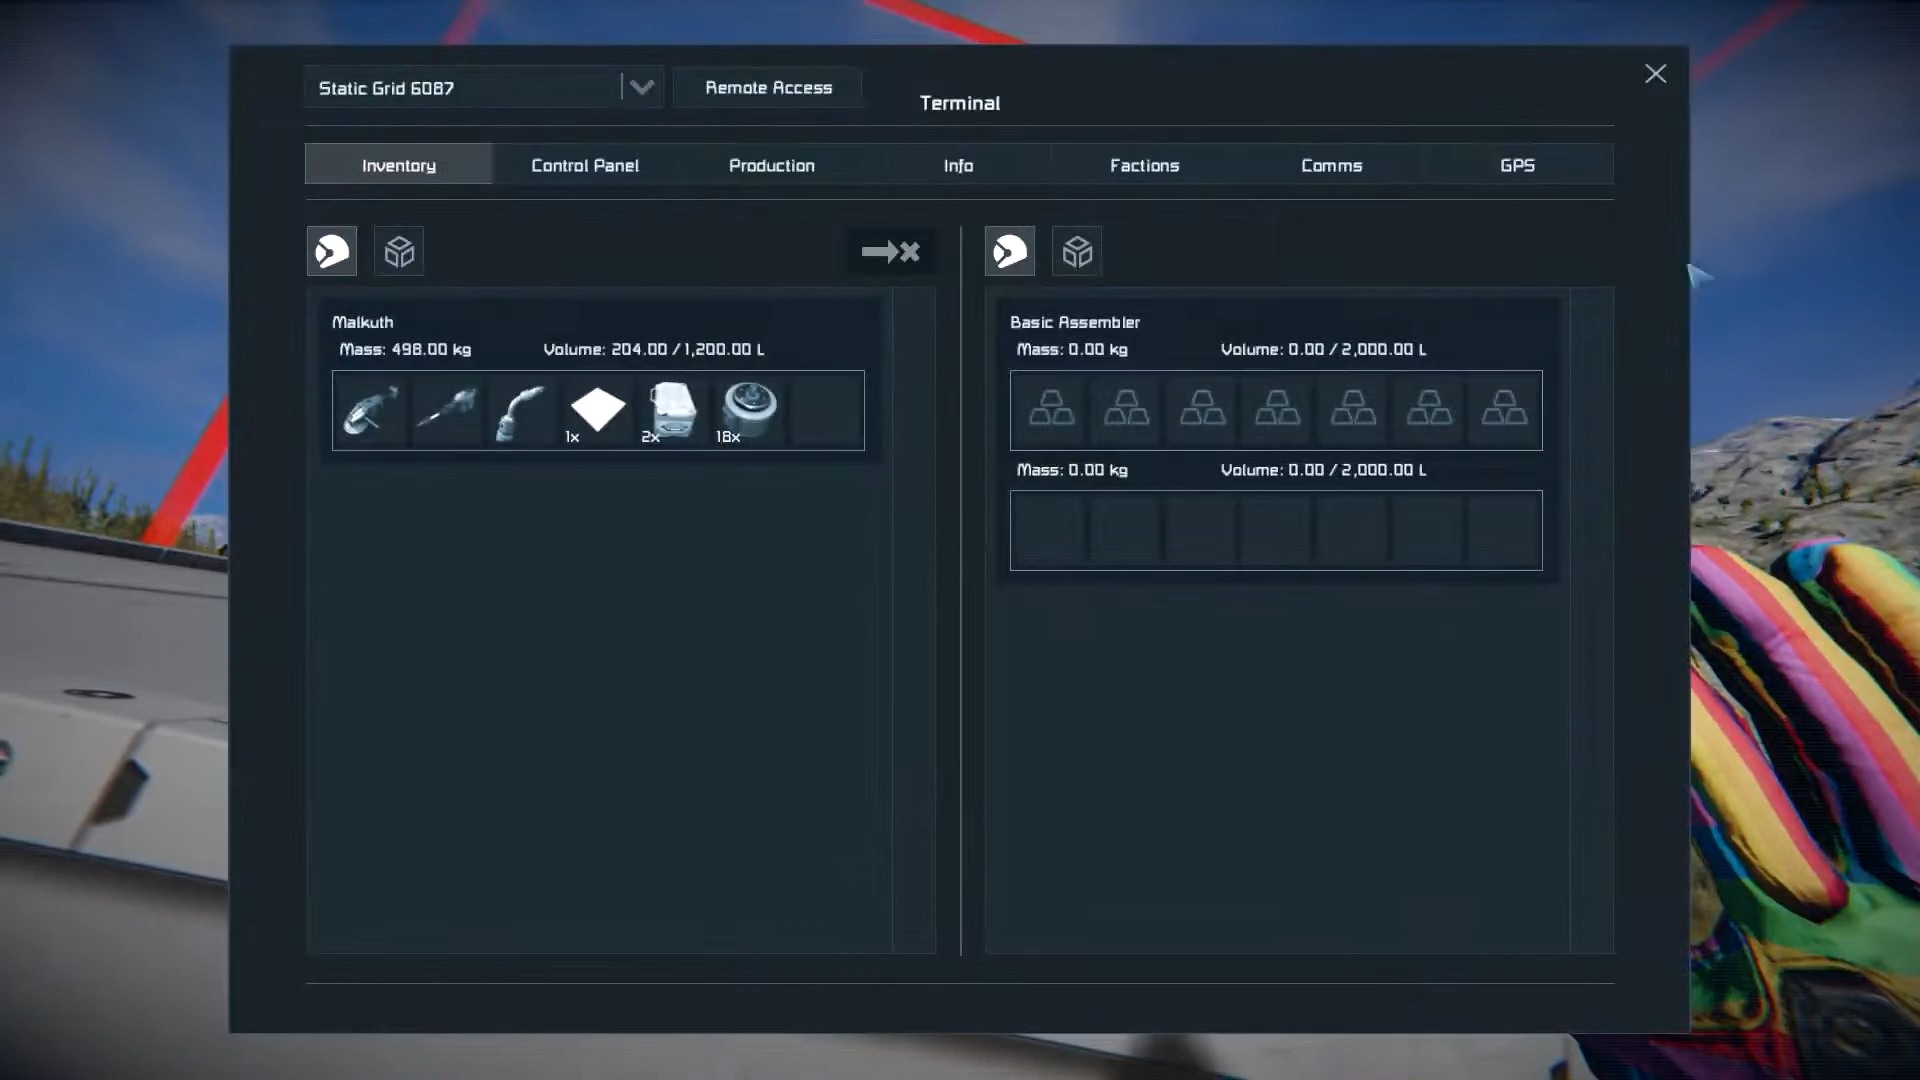 Static Grid 6087
Remote Access
Terminal
Inventory
Control Panel
Production
Info
Factions
Comms
GPS
Malkuth
Mass: 498.00 kg
Volume: 204.00 / 1,200.00 L
1x
2x
18x
Basic Assembler
Mass: 0.00 kg
Volume: 0.00 / 2,000.00 L
Mass: 0.00 kg
Volume: 0.00 / 2,000.00 L